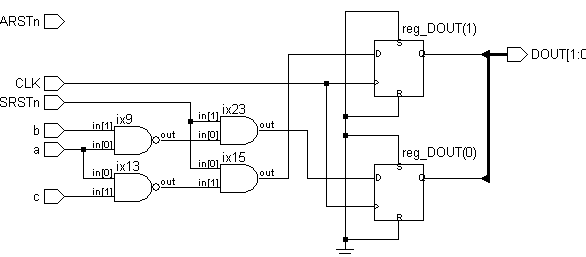 ARSTn
reg_DOUT(1)
S
D
Q
DOUT[1:0
R
CLK
SRSTn
ix23
in[1]
out
in[0]
b
in[1]
ix9
out
a
in[0]
reg_DOUT(0)
S
D
Q
R
ix13
in[0]
out
in[1]
c
ix15
in[0]
out
in[1]